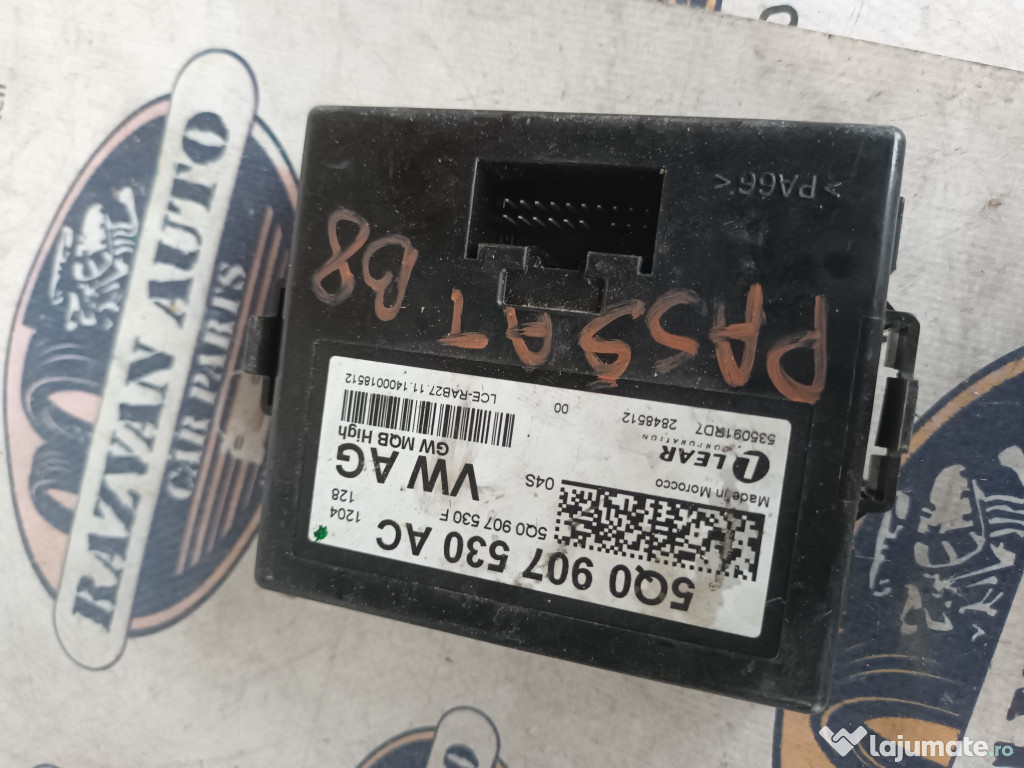 5Q0 907 530 AC
5Q0 907 530 F
1204
128
VW AG
04S
GW MQB High
Made in Morocco
LEAR
CORPORATION
535091RD7 2848512
00
LCE-RAB27.11.1400018512
PASSAT
B8
>PA66<
RAZVAN AUTO
CAR PARTS
lajumate.ro